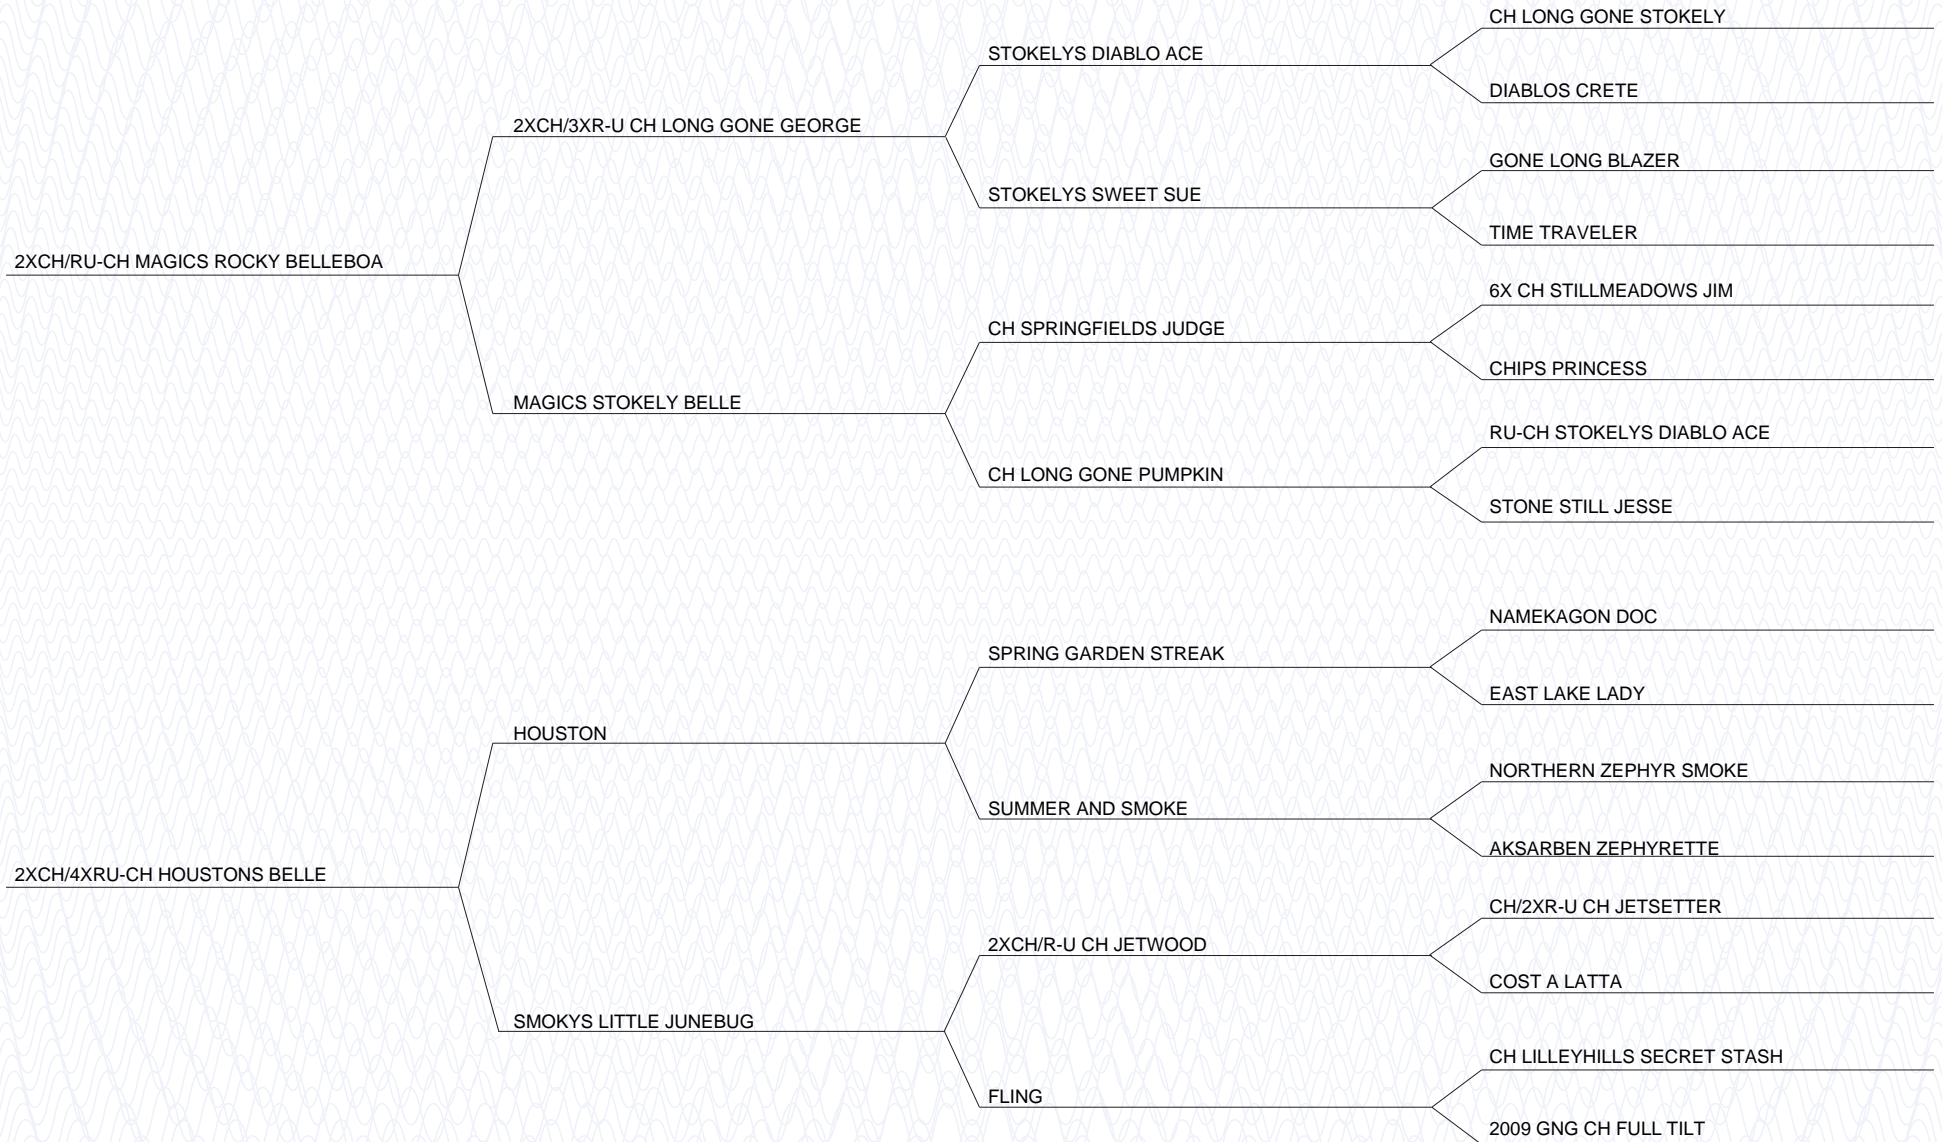 CH LONG GONE STOKELY
STOKELYS DIABLO ACE
DIABLOS CRETE
2XCH/3XR-U CH LONG GONE GEORGE
GONE LONG BLAZER
STOKELYS SWEET SUE
TIME TRAVELER
2XCH/RU-CH MAGICS ROCKY BELLEBOA
6X CH STILLMEADOWS JIM
CH SPRINGFIELDS JUDGE
CHIPS PRINCESS
MAGICS STOKELY BELLE
RU-CH STOKELYS DIABLO ACE
CH LONG GONE PUMPKIN
STONE STILL JESSE
NAMEKAGON DOC
SPRING GARDEN STREAK
EAST LAKE LADY
HOUSTON
NORTHERN ZEPHYR SMOKE
SUMMER AND SMOKE
AKSARBEN ZEPHYRETTE
2XCH/4XRU-CH HOUSTONS BELLE
CH/2XR-U CH JETSETTER
2XCH/R-U CH JETWOOD
COST A LATTA
SMOKYS LITTLE JUNEBUG
CH LILLEYHILLS SECRET STASH
FLING
2009 GNG CH FULL TILT